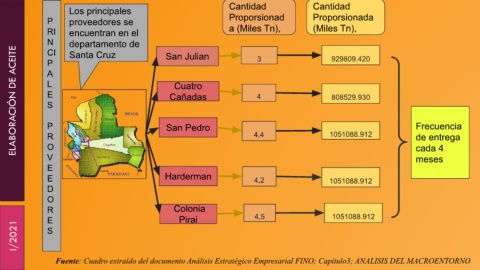 ELABORACIÓN DE ACEITE
I/2021
PRINCIPALES PROVEEDORES
Los principales
proveedores se
encuentran en el
departamento de
Santa Cruz
Cantidad
Proporsionad
a (Miles Tn),
Cantidad
Proporsionada
(Miles Tn),
San Julian
3
929809.420
Cuatro
Cañadas
4
808529.930
San Pedro
4,4
1051088.912
Harderman
4,2
1051088.912
Colonia
Pirai
4,5
1051088.912
Frecuencia
de entrega
cada 4
meses
PARAGUAY
Fuente: Cuadro extraído del documento Análisis Estratégico Empresarial FINO; Capitulo3; ANALISIS DEL MACROENTORNO